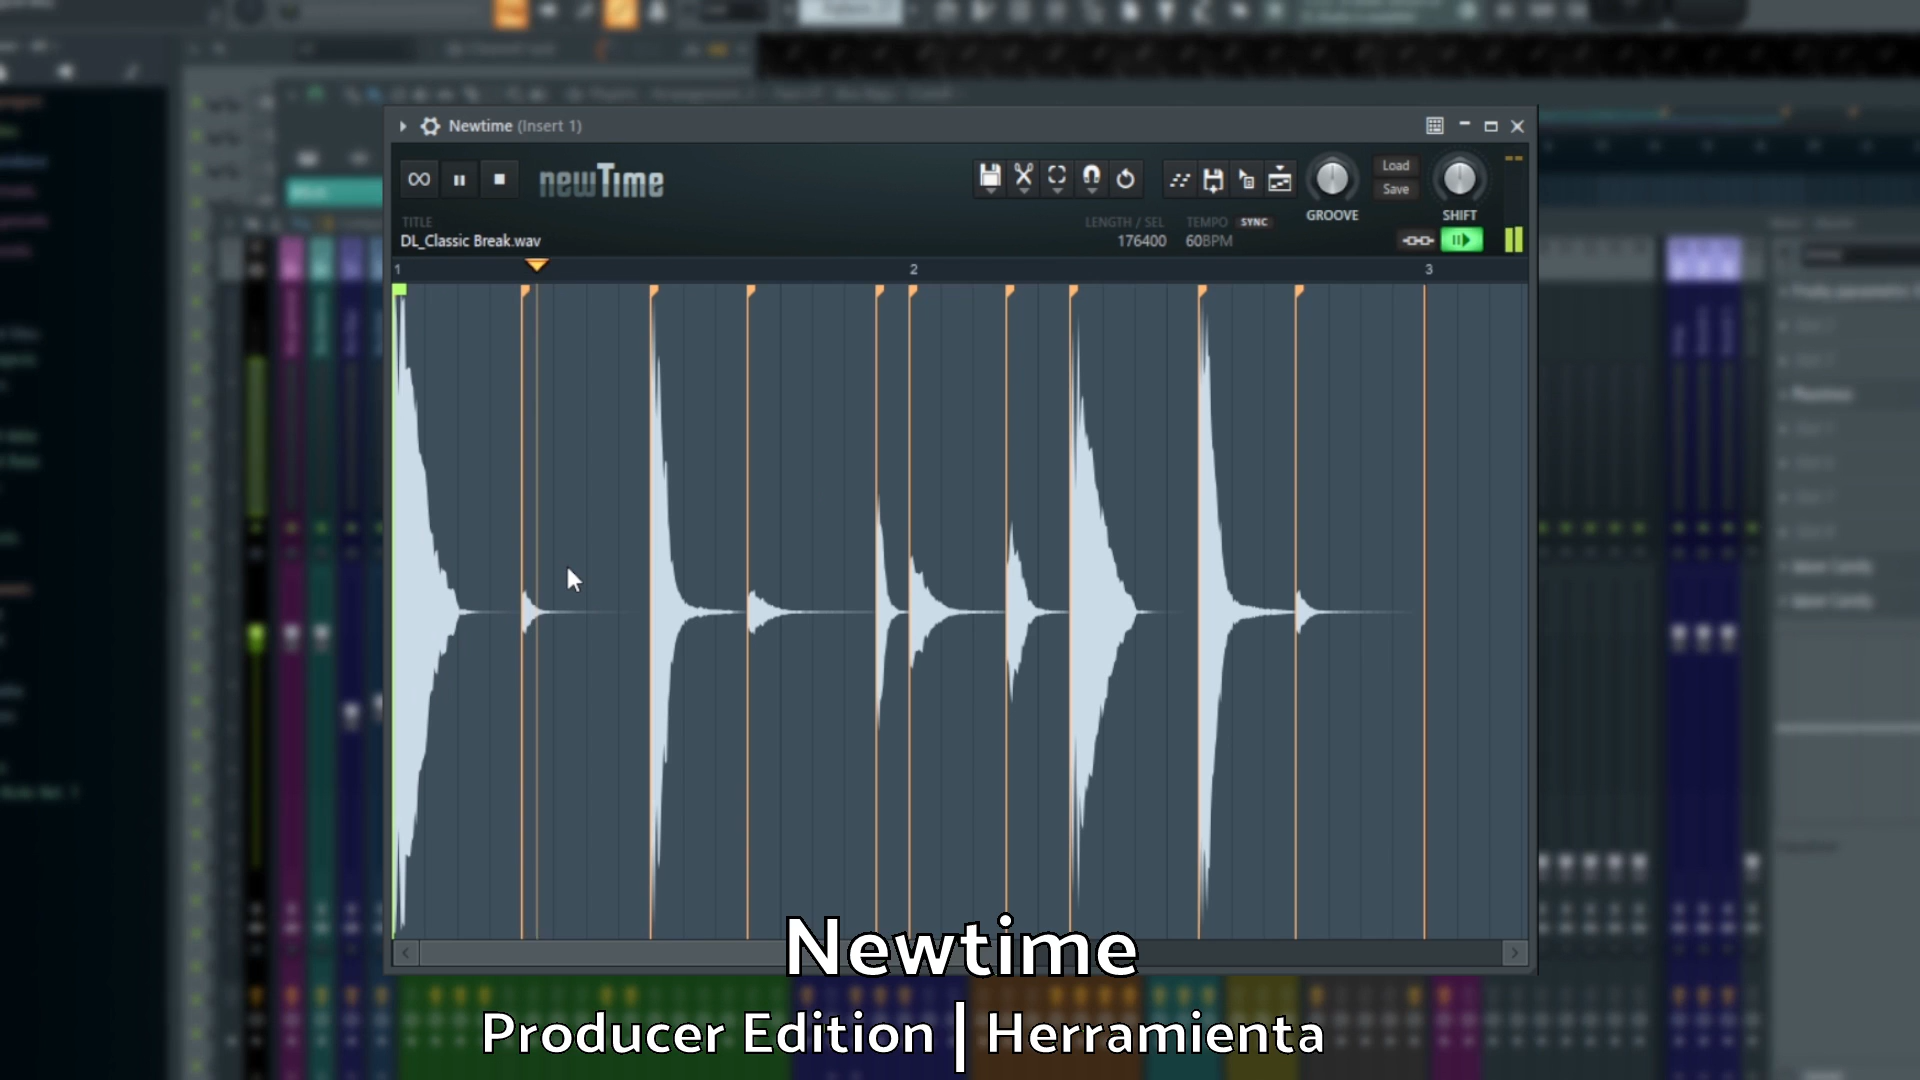 Newtime (Insert 1)
newTime
GROOVE
Load
Save
SHIFT
TITLE
DL_Classic Break.wav
LENGTH / SEL
176400
TEMPO SYNC
60BPM
1
2
3
Newtime
Producer Edition | Herramienta